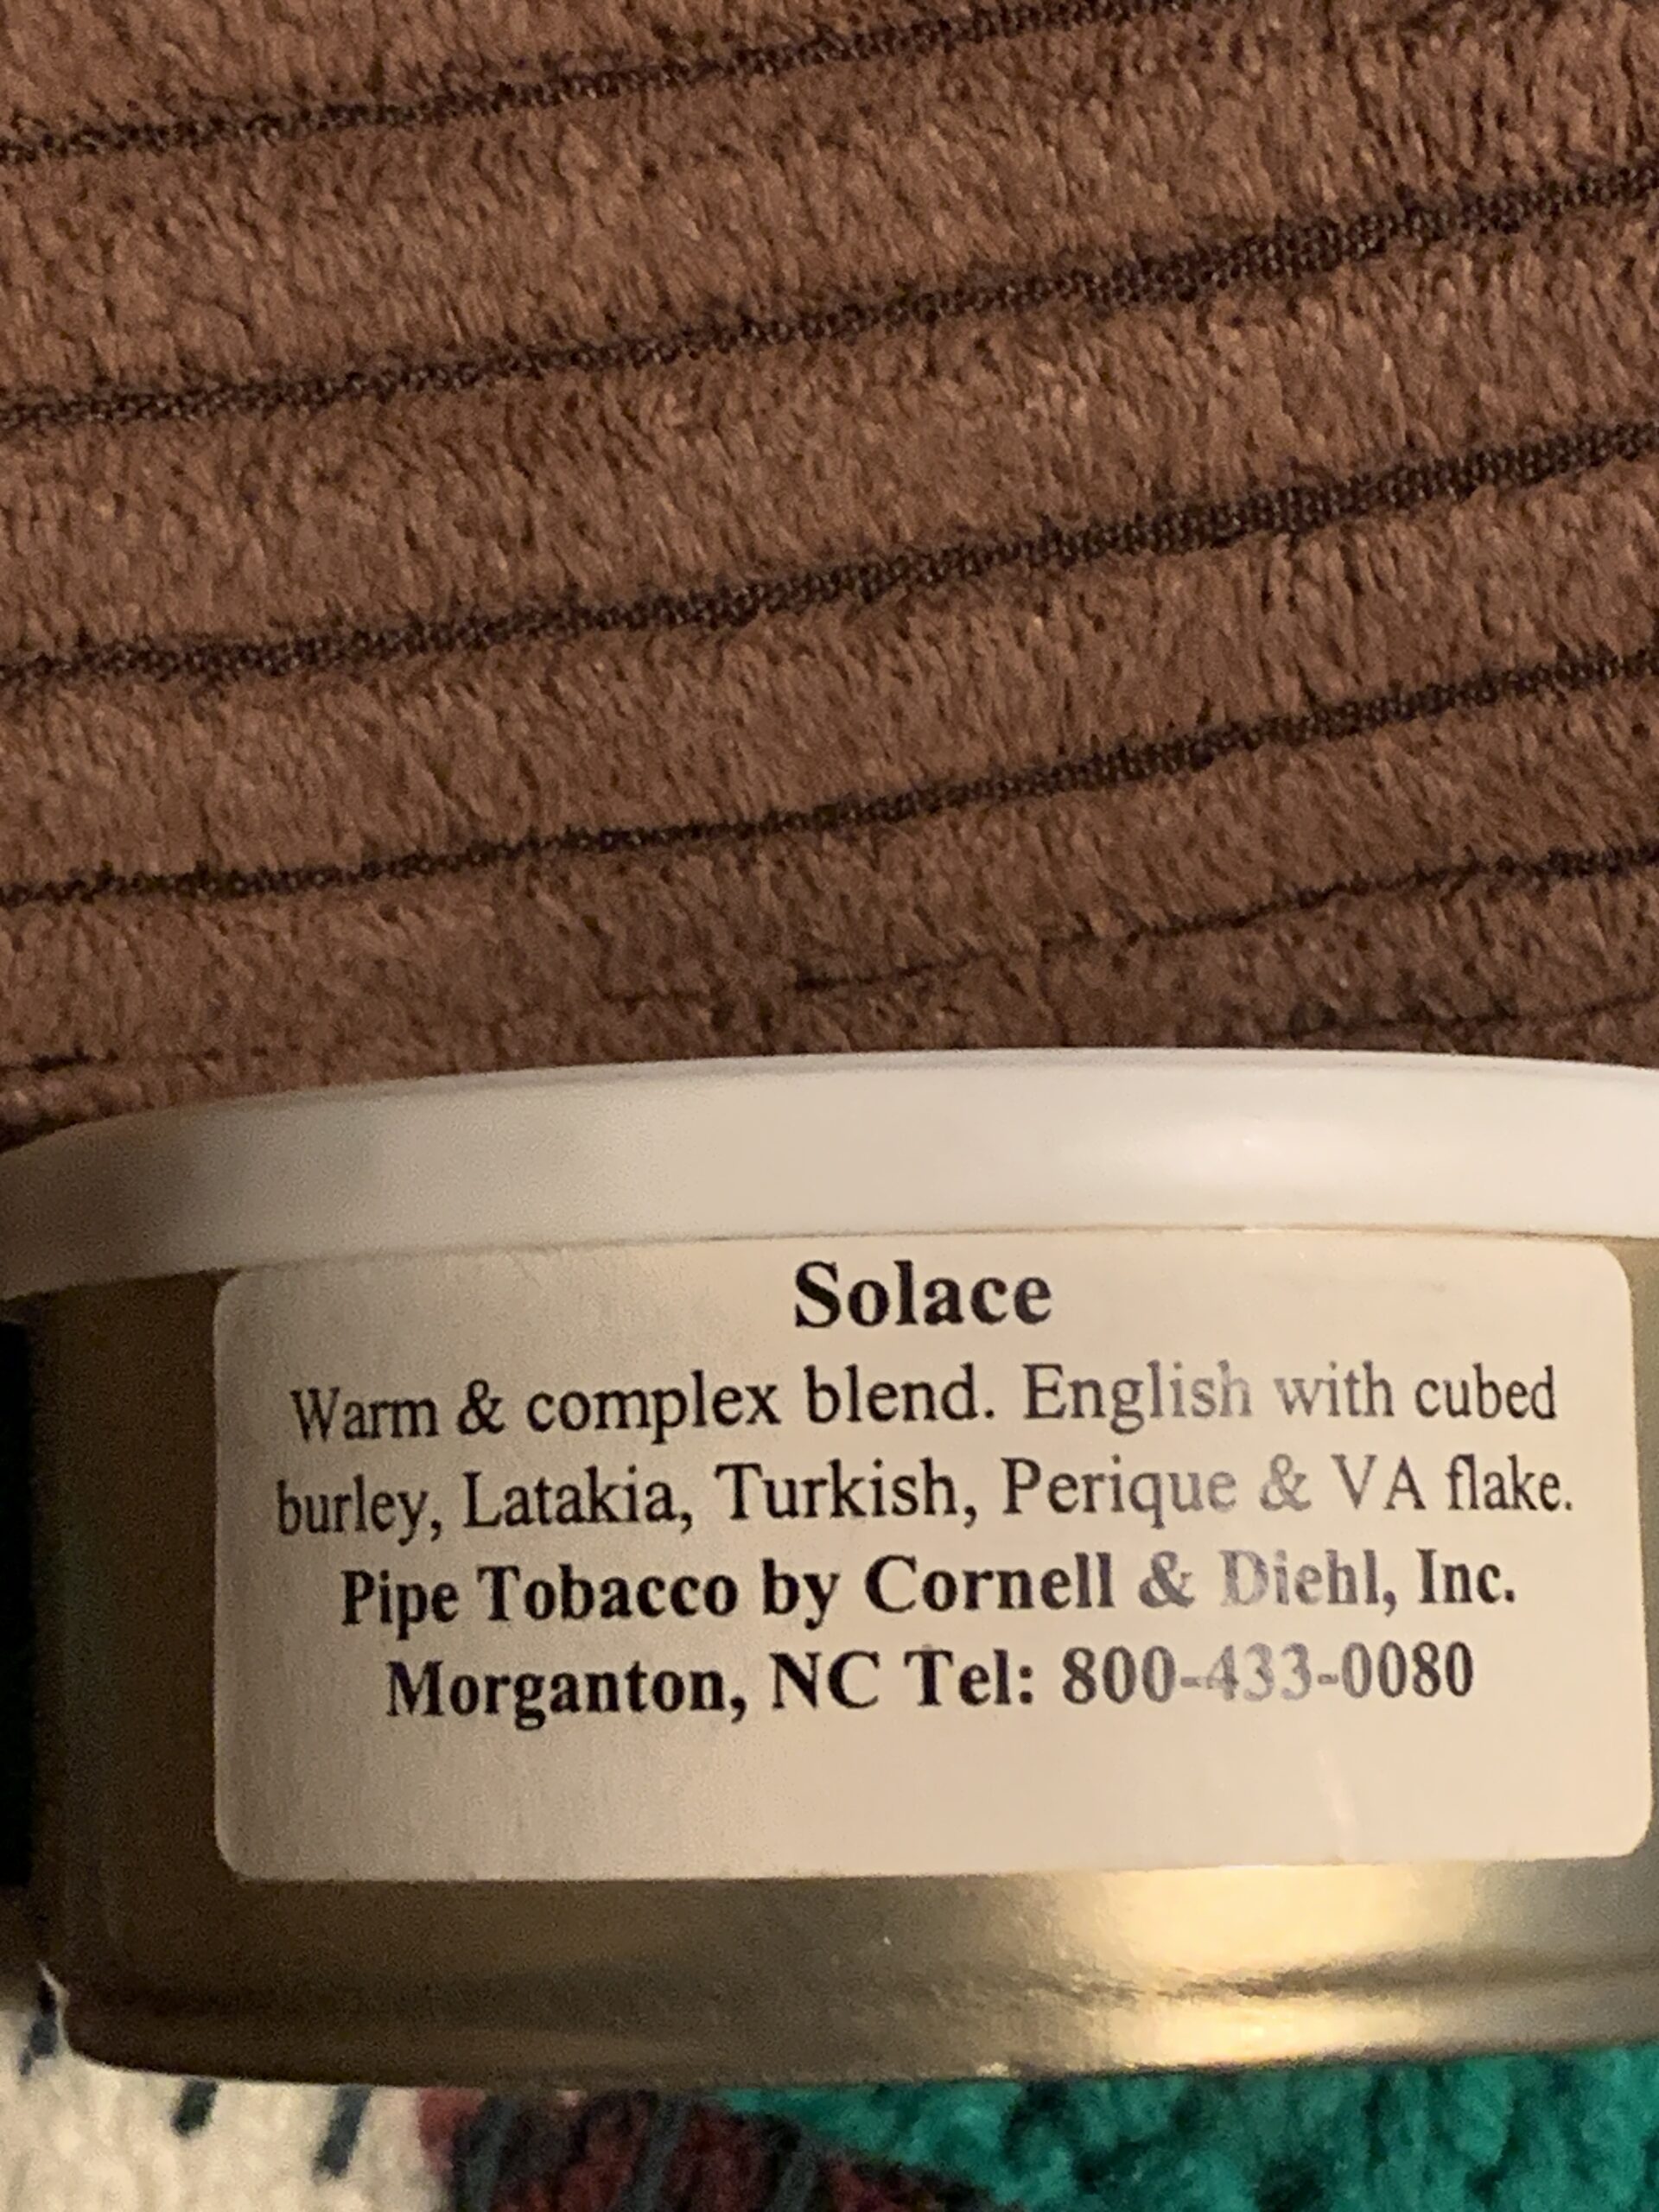 Solace
Warm & complex blend. English with cubed
burley, Latakia, Turkish, Perique & VA flake.
Pipe Tobacco by Cornell & Diehl, Inc.
Morganton, NC Tel: 800-433-0080